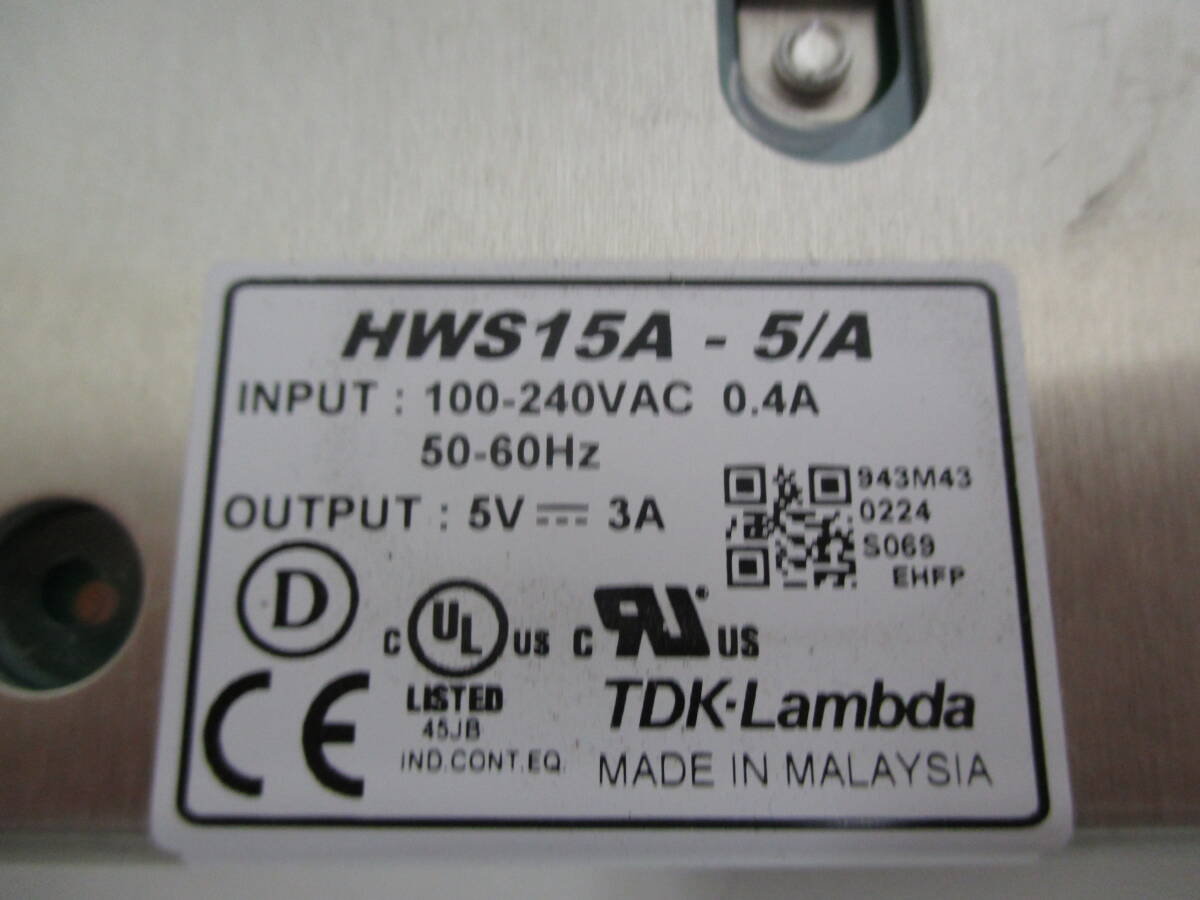 HWS15A - 5/A
INPUT : 100-240VAC 0.4A
50-60Hz
OUTPUT : 5V ⎓ 3A
943M43
0224
S069
EHFP
D
C UL US
LISTED
45JB
IND.CONT.EQ.
C RU® US
CE
TDK-Lambda
MADE IN MALAYSIA